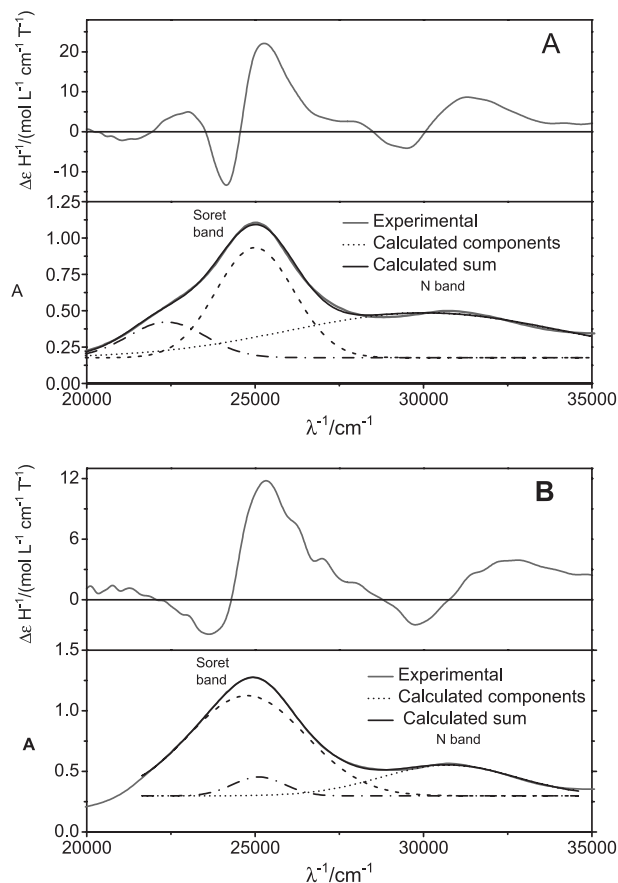 A
Δε H⁻¹/(mol L⁻¹ cm⁻¹ T⁻¹)
20
10
0
-10
1.25
1.00
0.75
0.50
0.25
0.00
A
Soret
band
Experimental
Calculated components
Calculated sum
N band
20000 25000 30000 35000
λ⁻¹/cm⁻¹
B
Δε H⁻¹/(mol L⁻¹ cm⁻¹ T⁻¹)
12
6
0
-6
1.5
1.0
0.5
0.0
A
Soret
band
Experimental
Calculated components
Calculated sum
N band
20000 25000 30000 35000
λ⁻¹/cm⁻¹